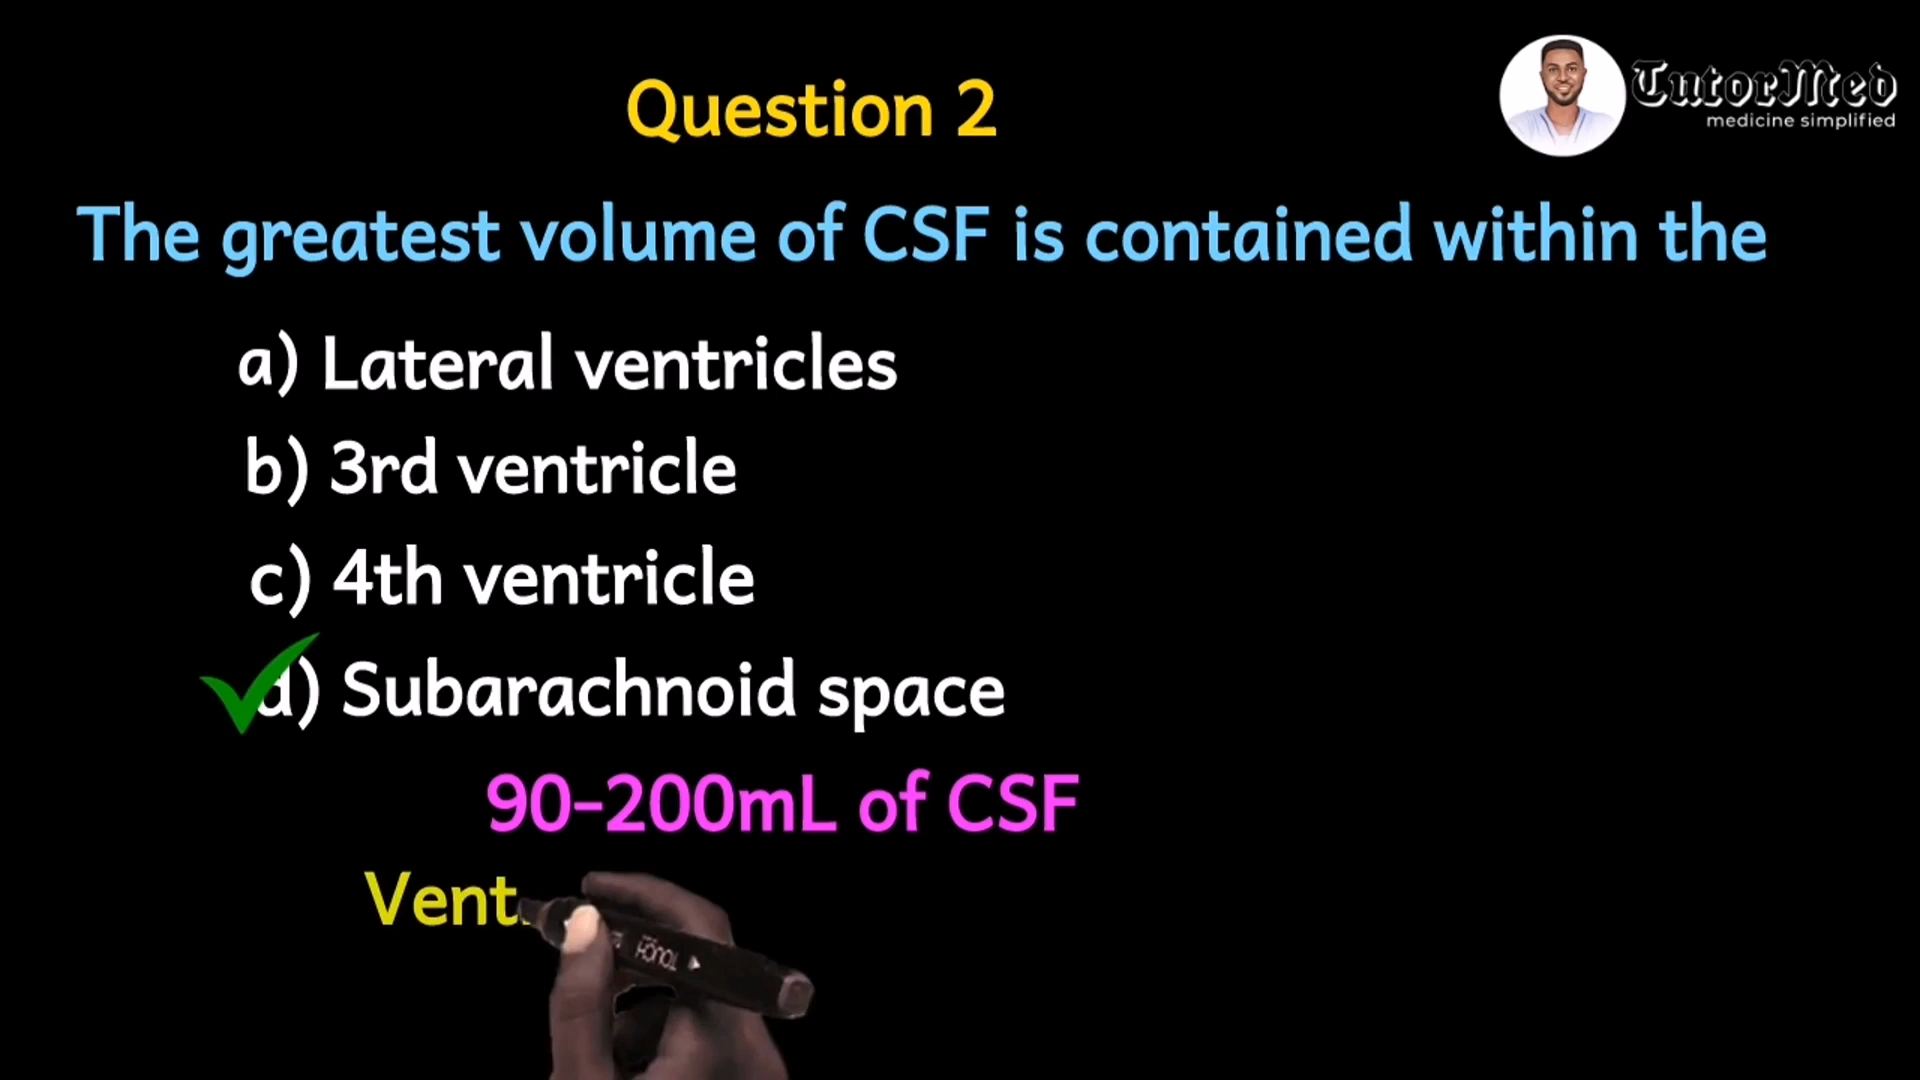 Question 2
TutorMed
medicine simplified
The greatest volume of CSF is contained within the
a) Lateral ventricles
b) 3rd ventricle
c) 4th ventricle
d) Subarachnoid space
90-200mL of CSF
Vent
TOUCH